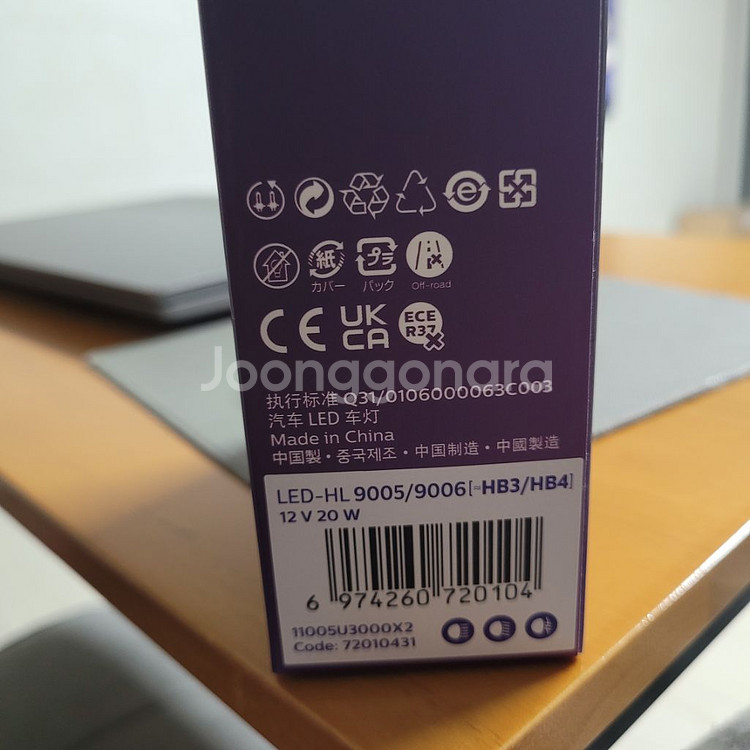 紙
プラ
カバー
パック
Off-road
CE
UK
CA
ECE
R37
Joonggonara
执行标准 Q31/0106000063C003
汽车 LED 车灯
Made in China
中国製・중국제조・中国制造・中國製造
LED-HL 9005/9006 [≈HB3/HB4]
12 V 20 W
6 974260 720104
11005U3000X2
Code: 72010431